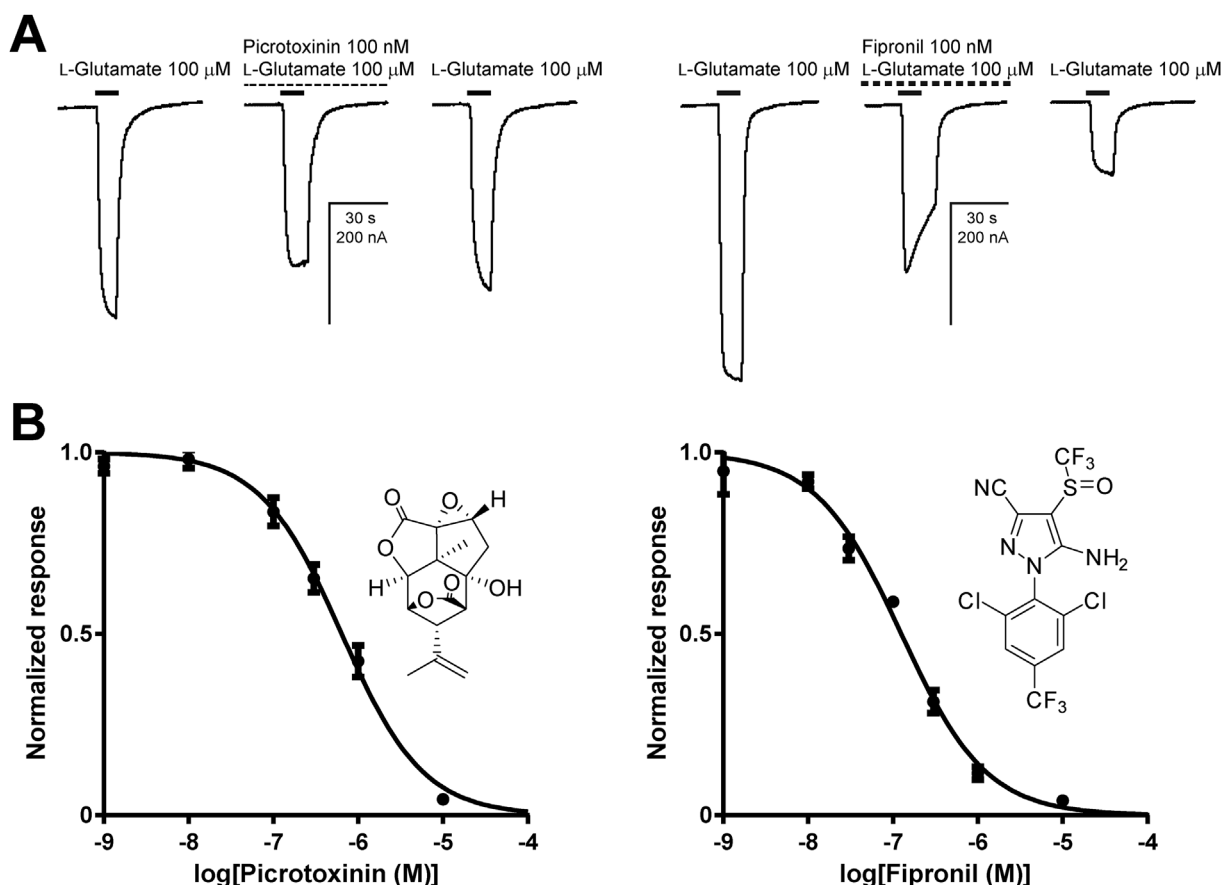 A
Picrotoxinin 100 nM
L-Glutamate 100 μM
L-Glutamate 100 μM
L-Glutamate 100 μM
30 s
200 nA
Fipronil 100 nM
L-Glutamate 100 μM
L-Glutamate 100 μM
L-Glutamate 100 μM
30 s
200 nA
B
Normalized response
1.0
0.5
0
-9
-8
-7
-6
-5
-4
log[Picrotoxinin (M)]
O
O
H
O
H
O
O
OH
Normalized response
1.0
0.5
0
-9
-8
-7
-6
-5
-4
log[Fipronil (M)]
CF3
NC
S=O
N
N
NH2
Cl
Cl
CF3